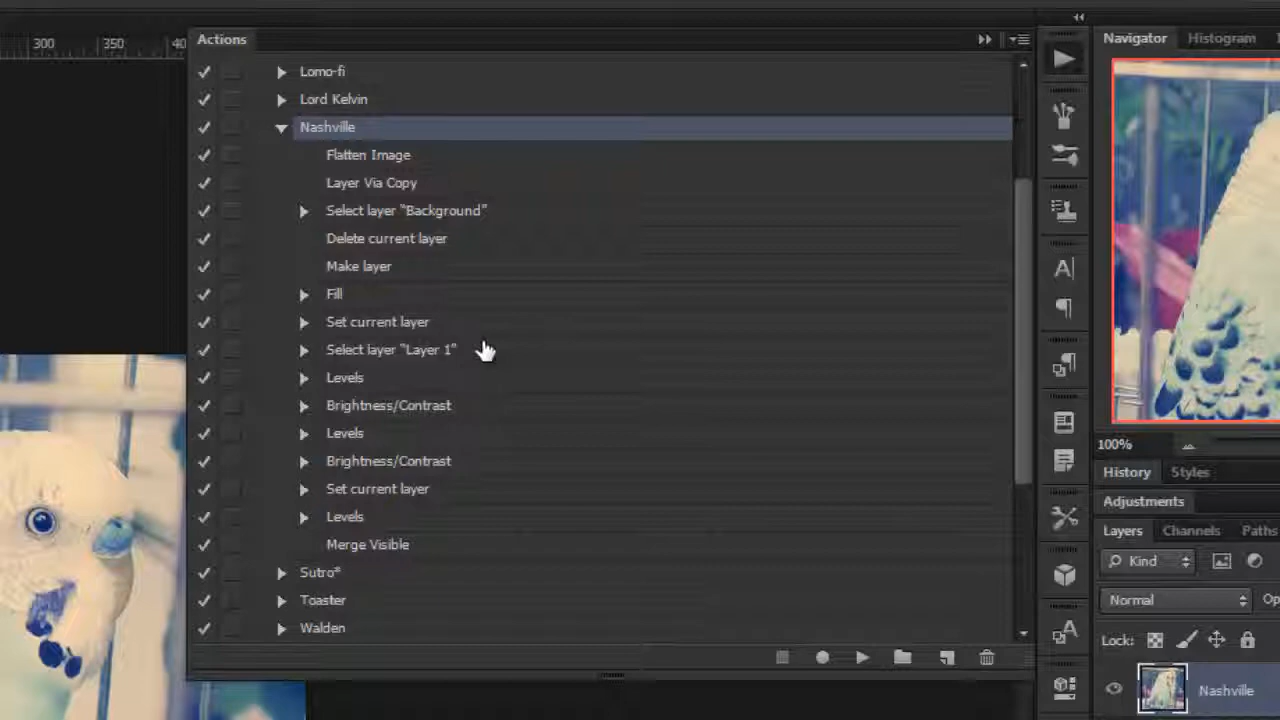 300 350 40
Actions
Lomo-fi
Lord Kelvin
Nashville
Flatten Image
Layer Via Copy
Select layer "Background"
Delete current layer
Make layer
Fill
Set current layer
Select layer "Layer 1"
Levels
Brightness/Contrast
Levels
Brightness/Contrast
Set current layer
Levels
Merge Visible
Sutro*
Toaster
Walden
Navigator Histogram
100%
History Styles
Adjustments
Layers Channels Paths
Kind
Normal
Lock:
Nashville